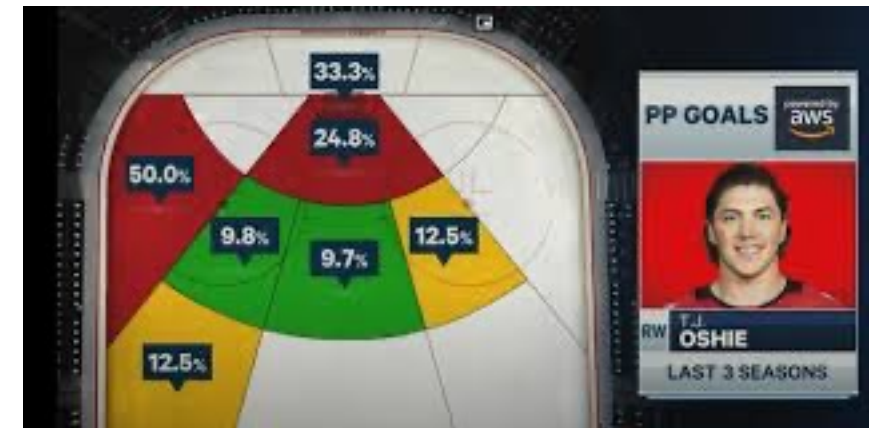 33.3%
24.8%
50.0%
9.8%
9.7%
12.5%
12.5%
PP GOALS
powered by
aws
RW
T.J.
OSHIE
LAST 3 SEASONS